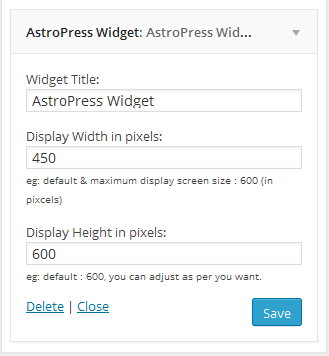 AstroPress Widget: AstroPress Wid...
Widget Title:
AstroPress Widget
Display Width in pixels:
450
eg: default & maximum display screen size : 600 (in
pixcels)
Display Height in pixels:
600
eg: default : 600, you can adjust as per you want.
Delete | Close
Save